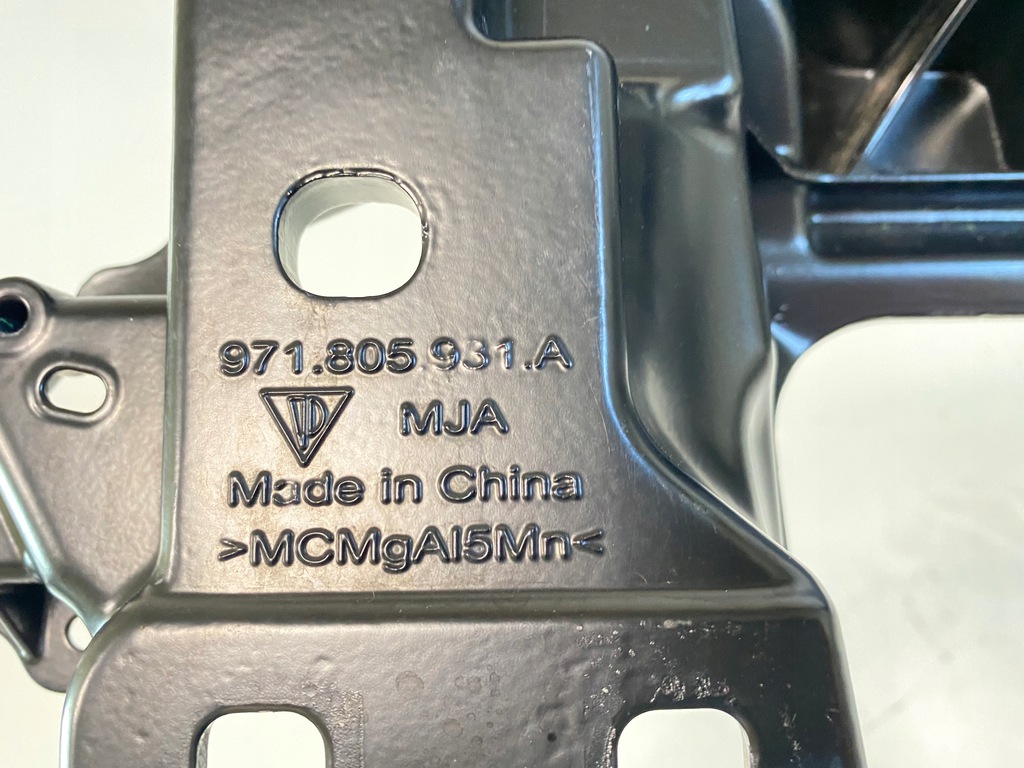 971.805.931.A
MJA
Made in China
>MCMgAl5Mn<